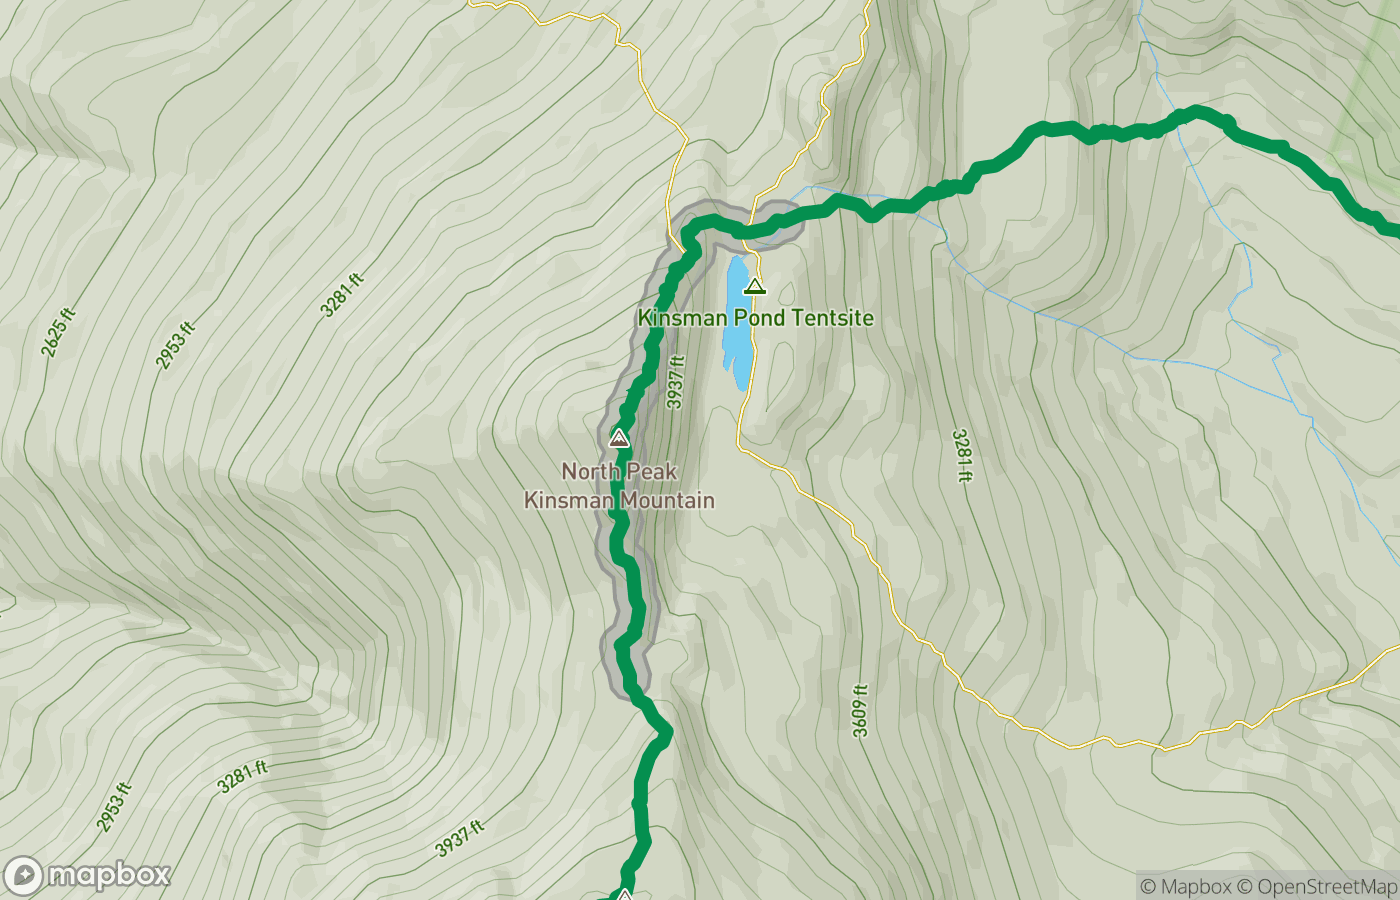 3281 ft
2625 ft
2953 ft
Kinsman Pond Tentsite
3937 ft
3281 ft
North Peak
Kinsman Mountain
3609 ft
3281 ft
2953 ft
3937 ft
mapbox
© Mapbox © OpenStreetMap